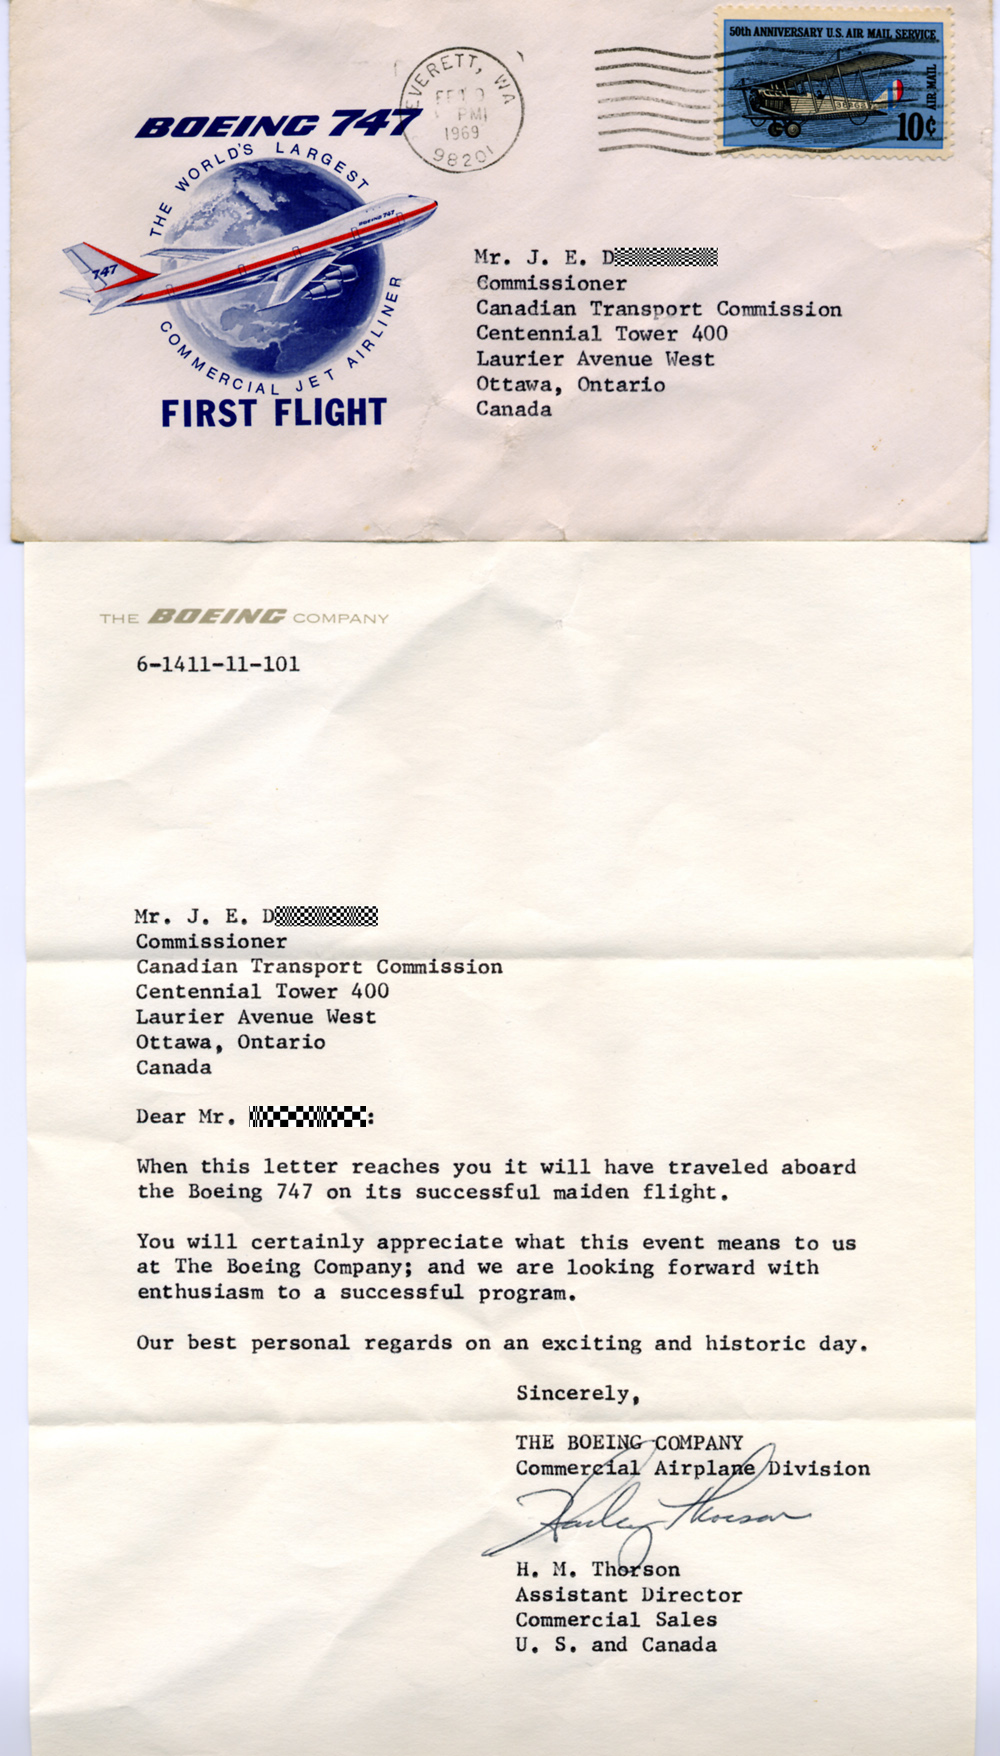 50th ANNIVERSARY U.S. AIR MAIL SERVICE
AIR MAIL
10¢
EVERETT, WA
PM
1969
98201
BOEING 747
THE WORLD'S LARGEST
BOEING 747
747
COMMERCIAL JET AIRLINER
FIRST FLIGHT
Mr. J. E. D
Commissioner
Canadian Transport Commission
Centennial Tower 400
Laurier Avenue West
Ottawa, Ontario
Canada
THE BOEING COMPANY
6-1411-11-101
Mr. J. E. D
Commissioner
Canadian Transport Commission
Centennial Tower 400
Laurier Avenue West
Ottawa, Ontario
Canada
Dear Mr. :
When this letter reaches you it will have traveled aboard
the Boeing 747 on its successful maiden flight.
You will certainly appreciate what this event means to us
at The Boeing Company; and we are looking forward with
enthusiasm to a successful program.
Our best personal regards on an exciting and historic day.
Sincerely,
THE BOEING COMPANY
Commercial Airplane Division
Harley Thorson
H. M. Thorson
Assistant Director
Commercial Sales
U. S. and Canada